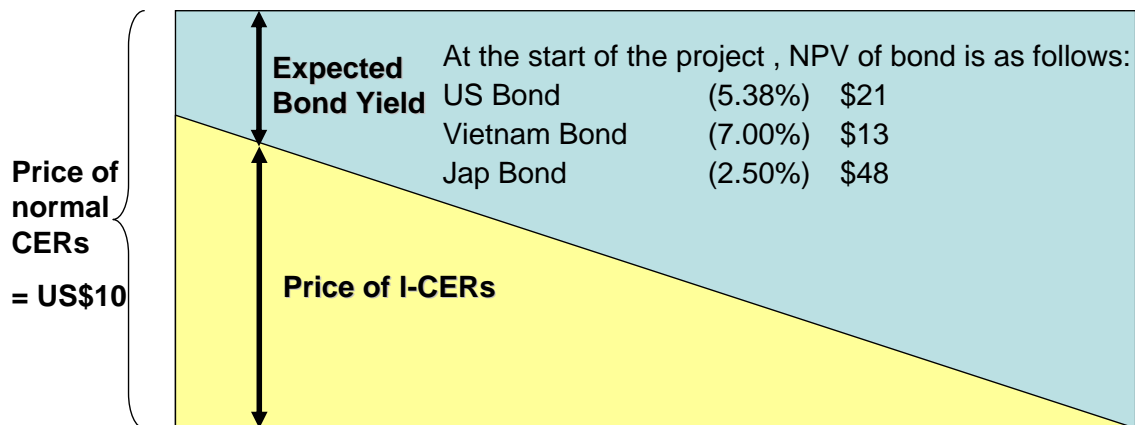 At the start of the project , NPV of bond is as follows:
Expected
Bond Yield
US Bond (5.38%) $21
Vietnam Bond (7.00%) $13
Jap Bond (2.50%) $48
Price of
normal
CERs
= US$10
Price of I-CERs